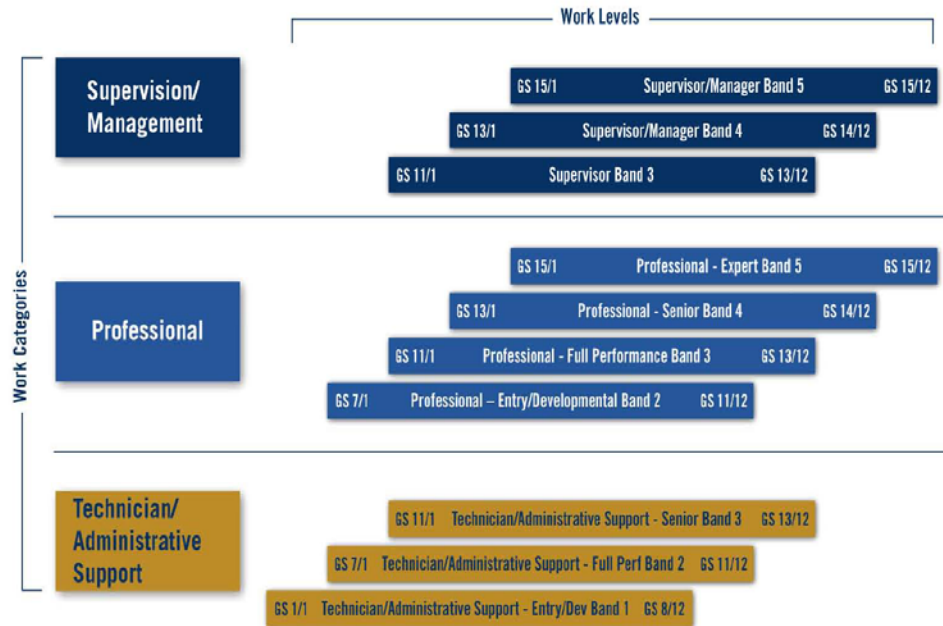 Work Levels
Work Categories
Supervision/
Management
GS 15/1 Supervisor/Manager Band 5 GS 15/12
GS 13/1 Supervisor/Manager Band 4 GS 14/12
GS 11/1 Supervisor Band 3 GS 13/12
Professional
GS 15/1 Professional - Expert Band 5 GS 15/12
GS 13/1 Professional - Senior Band 4 GS 14/12
GS 11/1 Professional - Full Performance Band 3 GS 13/12
GS 7/1 Professional – Entry/Developmental Band 2 GS 11/12
Technician/
Administrative
Support
GS 11/1 Technician/Administrative Support - Senior Band 3 GS 13/12
GS 7/1 Technician/Administrative Support - Full Perf Band 2 GS 11/12
GS 1/1 Technician/Administrative Support - Entry/Dev Band 1 GS 8/12